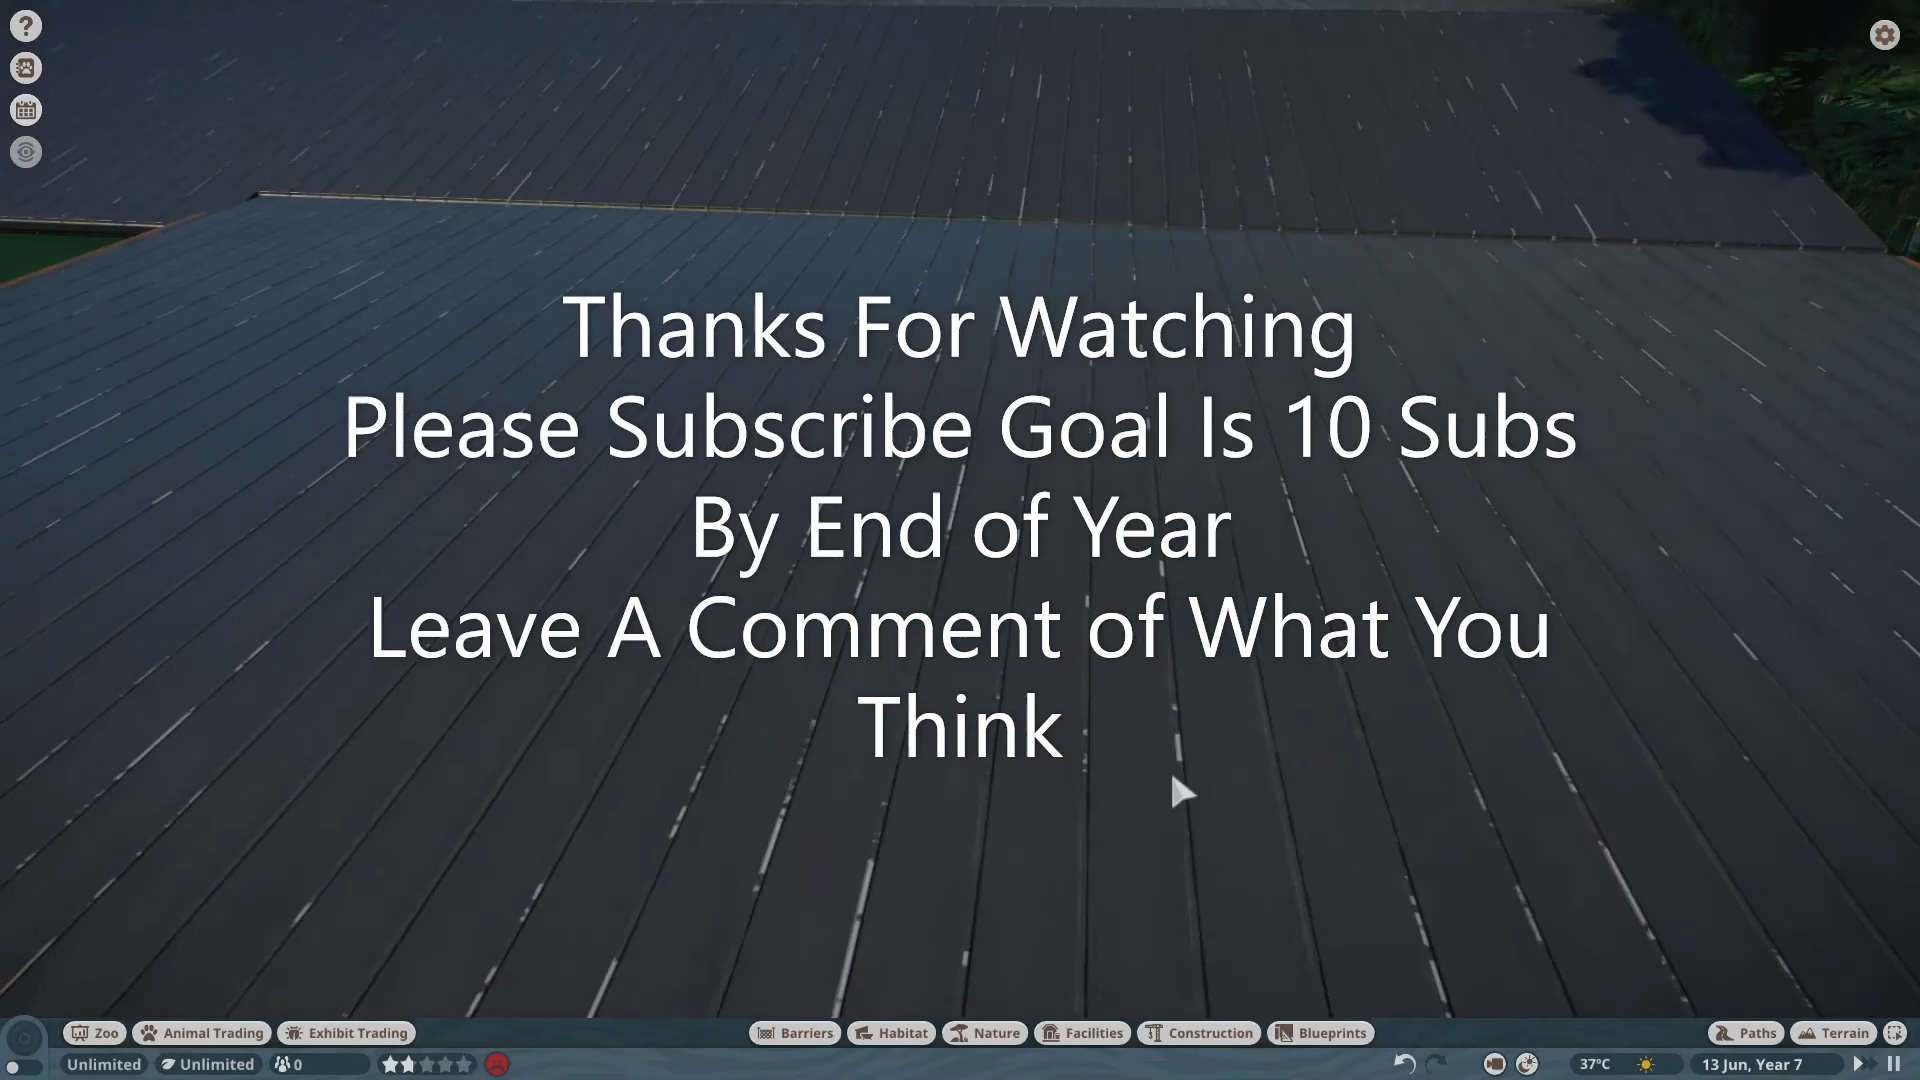 Thanks For Watching
Please Subscribe Goal Is 10 Subs
By End of Year
Leave A Comment of What You
Think
Zoo
Animal Trading
Exhibit Trading
Barriers
Habitat
Nature
Facilities
Construction
Blueprints
Paths
Terrain
Unlimited
Unlimited
0
37°C
13 Jun, Year 7